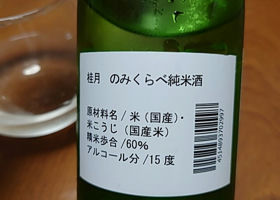 桂月　のみくらべ純米酒
原材料名/米(国産)・
米こうじ(国産米)
精米歩合/60%
アルコール分/15度
4514893702997